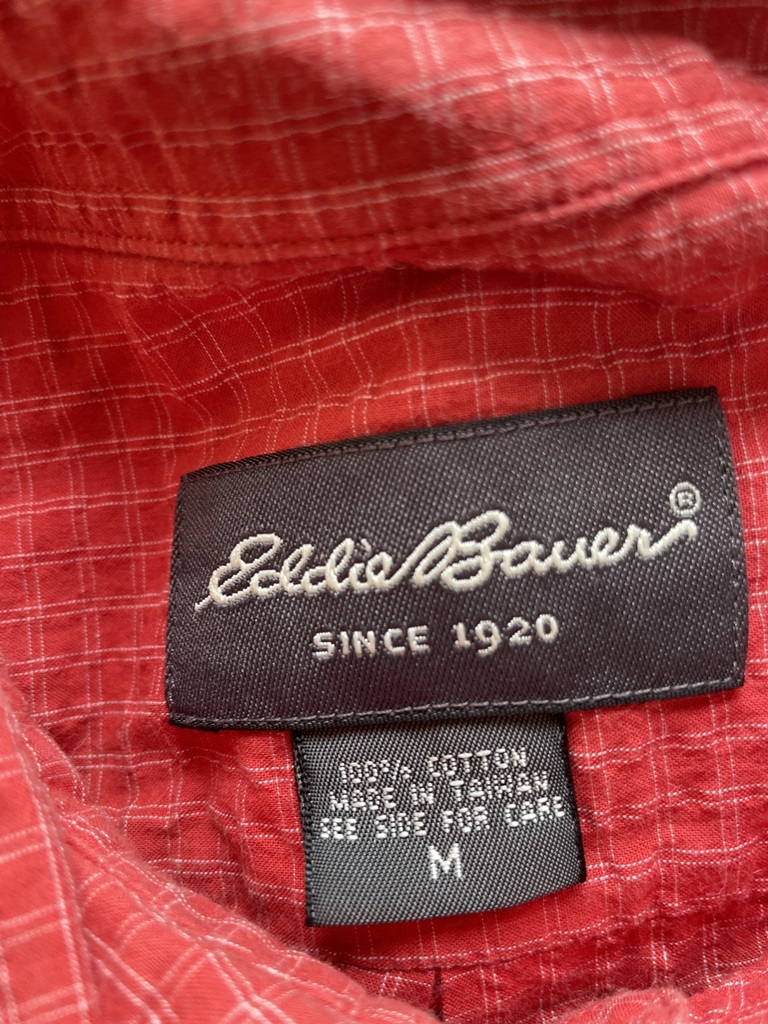 Eddie Bauer®
SINCE 1920
100% COTTON
MADE IN TAIWAN
SEE SIDE FOR CARE
M